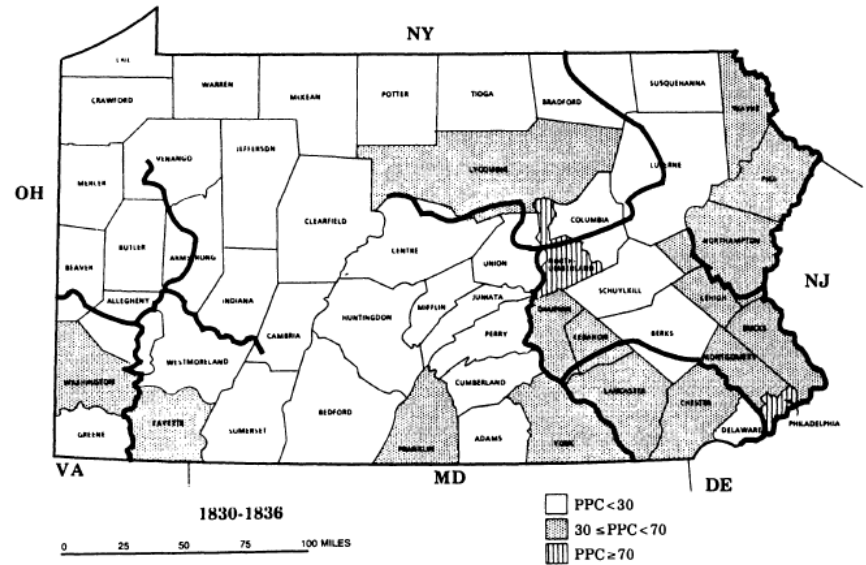 NY
ERIE
CRAWFORD
WARREN
McKEAN
POTTER
TIOGA
BRADFORD
SUSQUEHANNA
WAYNE
VENANGO
JEFFERSON
LYCOMING
LUZERNE
PIKE
MERCER
OH
CLEARFIELD
COLUMBIA
NORTHAMPTON
BUTLER
ARMSTRONG
CENTRE
UNION
NORTHUMBERLAND
BEAVER
ALLEGHENY
INDIANA
HUNTINGDON
MIFFLIN
JUNIATA
SCHUYLKILL
LEHIGH
NJ
DAUPHIN
CAMBRIA
PERRY
LEBANON
BERKS
BUCKS
WESTMORELAND
MONTGOMERY
WASHINGTON
CUMBERLAND
LANCASTER
CHESTER
FAYETTE
BEDFORD
PHILADELPHIA
GREENE
SOMERSET
FRANKLIN
ADAMS
YORK
DELAWARE
VA
MD
DE
1830-1836
PPC<30
30 ≤PPC<70
PPC≥70
0 25 50 75 100 MILES